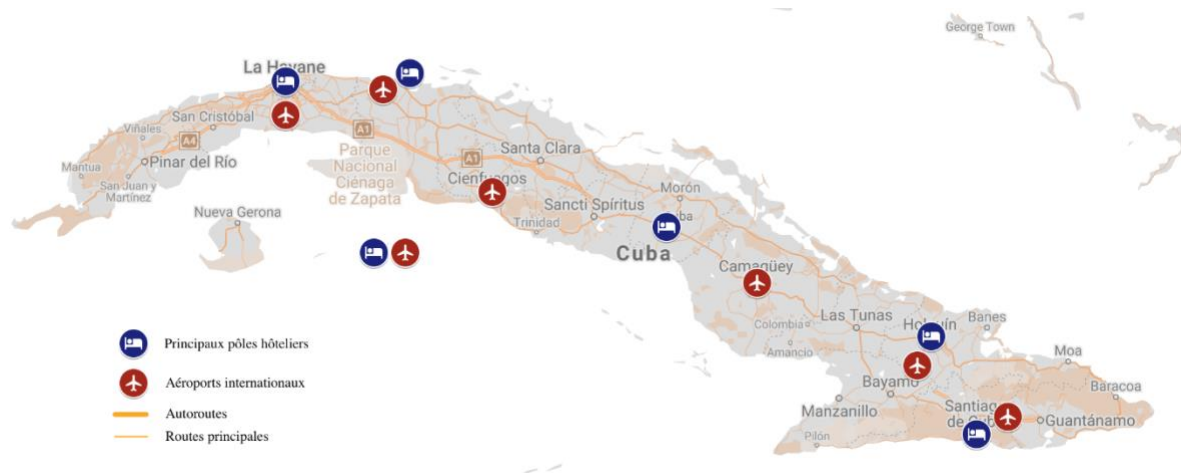 George Town
La Havane
San Cristóbal
Viñales
A4
A1
Mantua
Pinar del Río
San Juan y
Martínez
Parque
Nacional
Ciénaga
de Zapata
A1
Santa Clara
Cienfuegos
Nueva Gerona
Trinidad
Sancti Spíritus
Morón
Cuba
Camagüey
Colombia
Las Tunas
Banes
Amancio
Moa
Bayamo
Baracoa
Manzanillo
Guantánamo
Pilón
Principaux pôles hôteliers
Aéroports internationaux
Autoroutes
Routes principales